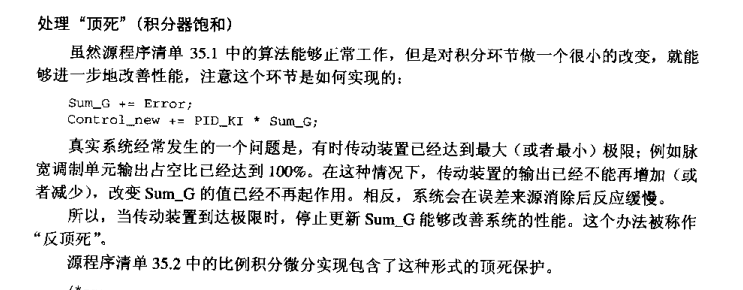 处理“顶死”(积分器饱和)
虽然源程序清单 35.1 中的算法能够正常工作，但是对积分环节做一个很小的改变，就能
够进一步地改善性能，注意这个环节是如何实现的：
Sum_G += Error;
Control_new += PID_KI * Sum_G;
真实系统经常发生的一个问题是，有时传动装置已经达到最大（或者最小）极限；例如脉
宽调制单元输出占空比已经达到 100%。在这种情况下，传动装置的输出已经不能再增加（或
者减少），改变 Sum_G 的值已经不再起作用。相反，系统会在误差来源消除后反应缓慢。
所以，当传动装置到达极限时，停止更新 Sum_G 能够改善系统的性能。这个办法被称作
“反顶死”。
源程序清单 35.2 中的比例积分微分实现包含了这种形式的顶死保护。
/*